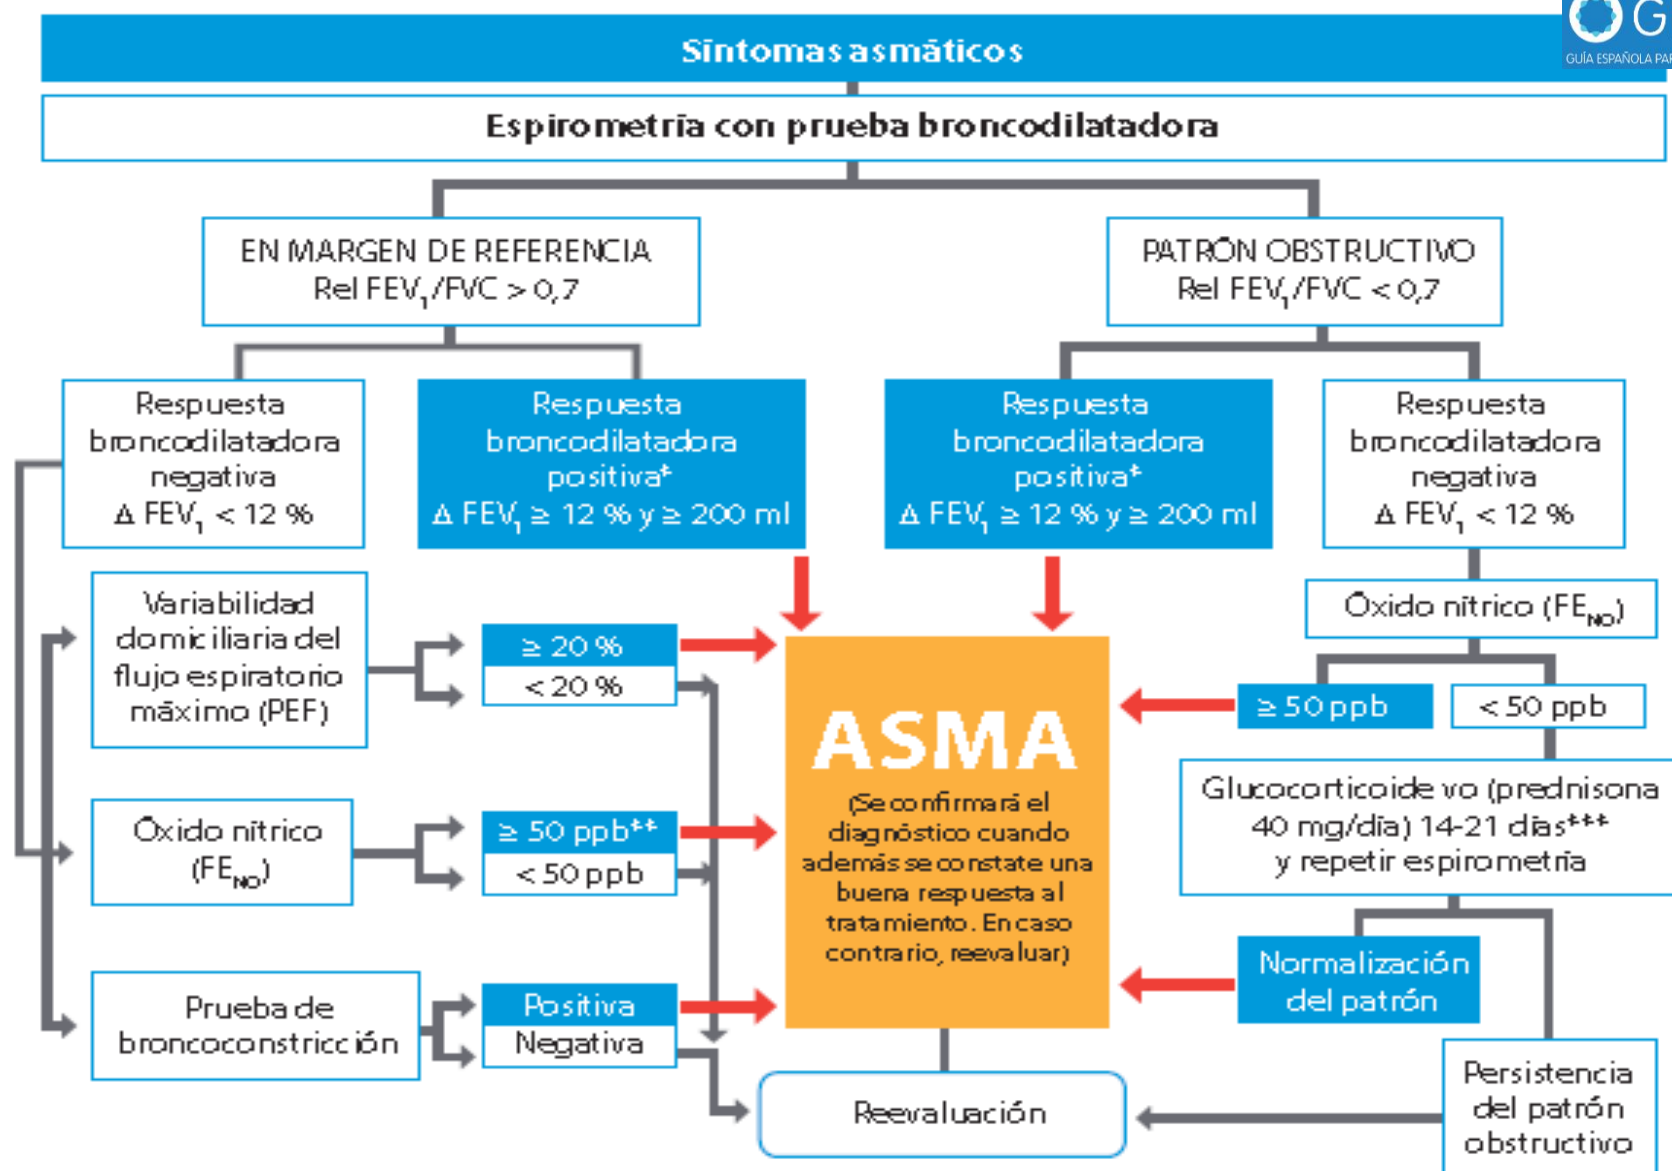 G
GUÍA ESPAÑOLA PAR
Síntomas asmáticos
Espirometría con prueba broncodilatadora
EN MARGEN DE REFERENCIA
Rel FEV₁/FVC > 0,7
PATRÓN OBSTRUCTIVO
Rel FEV₁/FVC < 0,7
Respuesta
broncodilatadora
negativa
Δ FEV₁ < 12 %
Respuesta
broncodilatadora
positiva*
Δ FEV₁ ≥ 12 % y ≥ 200 ml
Respuesta
broncodilatadora
positiva*
Δ FEV₁ ≥ 12 % y ≥ 200 ml
Respuesta
broncodilatadora
negativa
Δ FEV₁ < 12 %
Variabilidad
domiciliaria del
flujo espiratorio
máximo (PEF)
≥ 20 %
< 20 %
Óxido nítrico
(FE_NO)
≥ 50 ppb**
< 50 ppb
Prueba de
broncoconstricción
Positiva
Negativa
ASMA
(Se confirmará el
diagnóstico cuando
además se constate una
buena respuesta al
tratamiento. En caso
contrario, reevaluar)
Óxido nítrico (FE_NO)
≥ 50 ppb
< 50 ppb
Glucocorticoide vo (prednisona
40 mg/día) 14-21 días***
y repetir espirometría
Normalización
del patrón
Persistencia
del patrón
obstructivo
Reevaluación